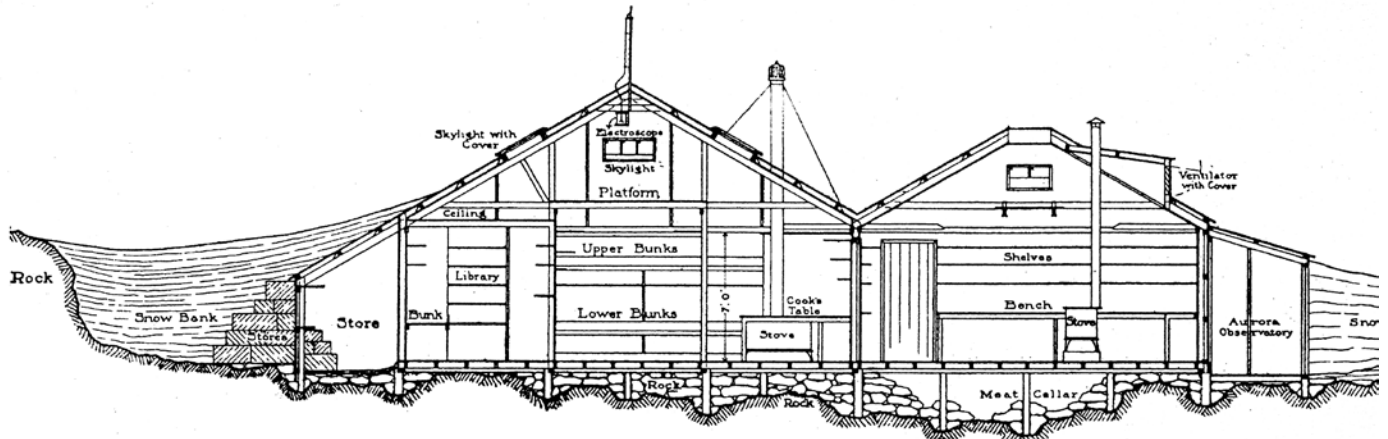 Skylight with
Cover
Electroscope
Skylight
Platform
Ventilator
with Cover
Ceiling
Upper Bunks
Shelves
Rock
Library
Snow Bank
Store
Bunk
Lower Bunks
7'.0"
Cook's
Table
Bench
Stores
Stove
Stove
Aurora
Observatory
Sno
Rock
Rock
Meat Cellar